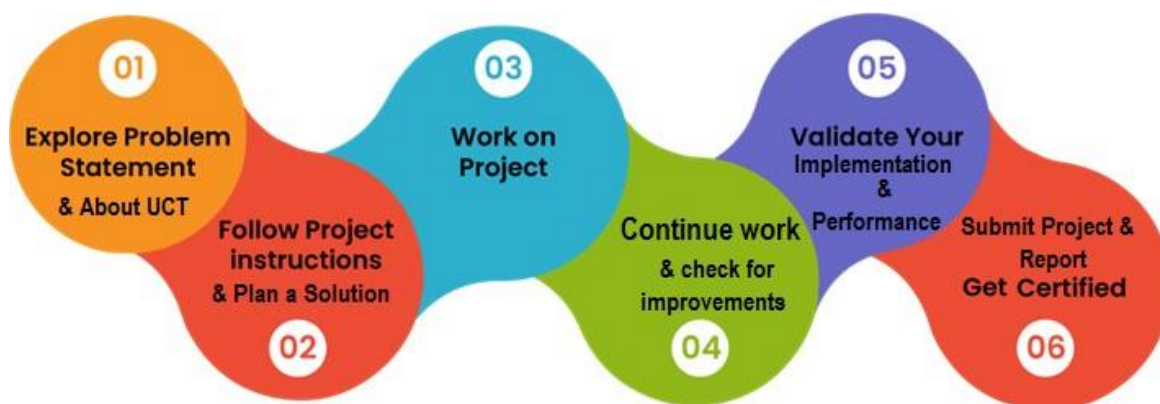 01
Explore Problem
Statement
& About UCT
Follow Project
instructions
& Plan a Solution
02
03
Work on
Project
Continue work
& check for
improvements
04
05
Validate Your
Implementation
&
Performance
Submit Project &
Report
Get Certified
06